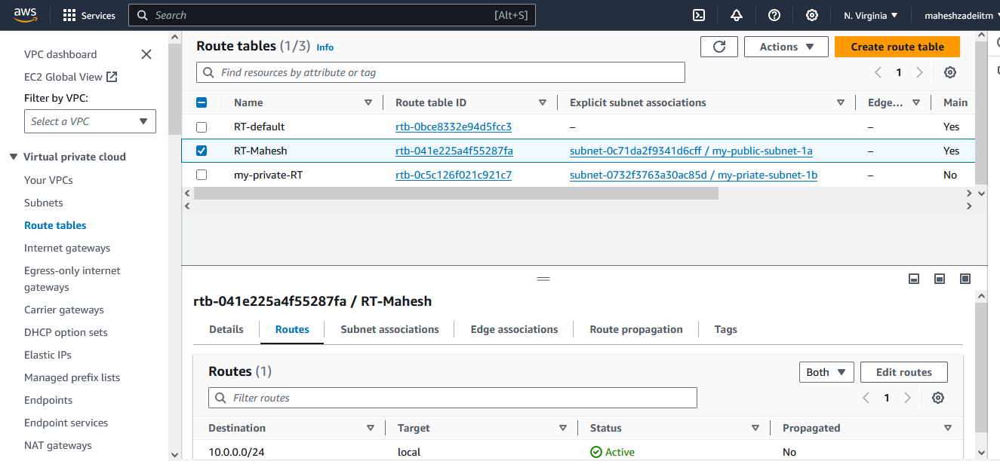 aws Services Search [Alt+S] N. Virginia maheshzadeiitm
VPC dashboard
EC2 Global View
Filter by VPC:
Select a VPC
Virtual private cloud
Your VPCs
Subnets
Route tables
Internet gateways
Egress-only internet
gateways
Carrier gateways
DHCP option sets
Elastic IPs
Managed prefix lists
Endpoints
Endpoint services
NAT gateways
Route tables (1/3) Info Actions Create route table
Find resources by attribute or tag 1
Name Route table ID Explicit subnet associations Edge... Main
RT-default rtb-0bce8332e94d5fcc3 – – Yes
RT-Mahesh rtb-041e225a4f55287fa subnet-0c71da2f9341d6cff / my-public-subnet-1a – Yes
my-private-RT rtb-0c5c126f021c921c7 subnet-0732f3763a30ac85d / my-priate-subnet-1b – No
rtb-041e225a4f55287fa / RT-Mahesh
Details Routes Subnet associations Edge associations Route propagation Tags
Routes (1) Both Edit routes
Filter routes 1
Destination Target Status Propagated
10.0.0.0/24 local Active No